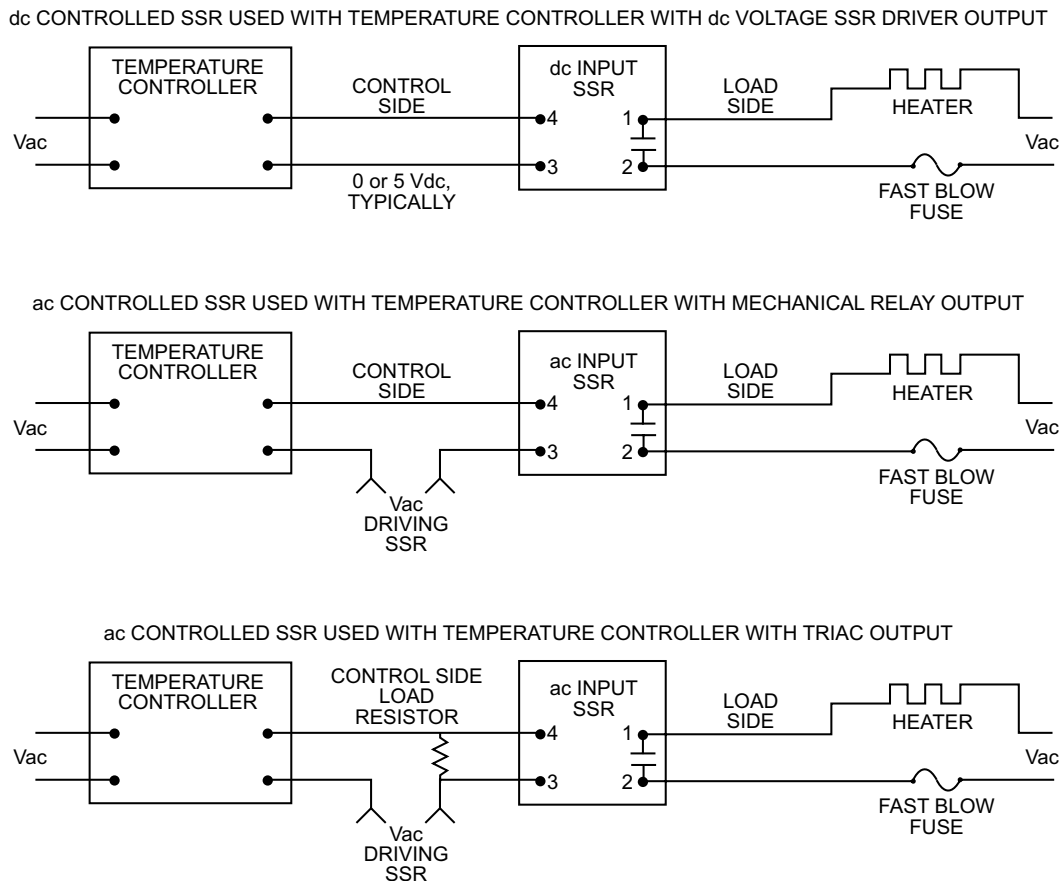 dc CONTROLLED SSR USED WITH TEMPERATURE CONTROLLER WITH dc VOLTAGE SSR DRIVER OUTPUT
TEMPERATURE
CONTROLLER
Vac
CONTROL
SIDE
0 or 5 Vdc,
TYPICALLY
dc INPUT
SSR
4
1
3
2
LOAD
SIDE
HEATER
Vac
FAST BLOW
FUSE
ac CONTROLLED SSR USED WITH TEMPERATURE CONTROLLER WITH MECHANICAL RELAY OUTPUT
TEMPERATURE
CONTROLLER
Vac
CONTROL
SIDE
Vac
DRIVING
SSR
ac INPUT
SSR
4
1
3
2
LOAD
SIDE
HEATER
Vac
FAST BLOW
FUSE
ac CONTROLLED SSR USED WITH TEMPERATURE CONTROLLER WITH TRIAC OUTPUT
TEMPERATURE
CONTROLLER
Vac
CONTROL SIDE
LOAD
RESISTOR
Vac
DRIVING
SSR
ac INPUT
SSR
4
1
3
2
LOAD
SIDE
HEATER
Vac
FAST BLOW
FUSE